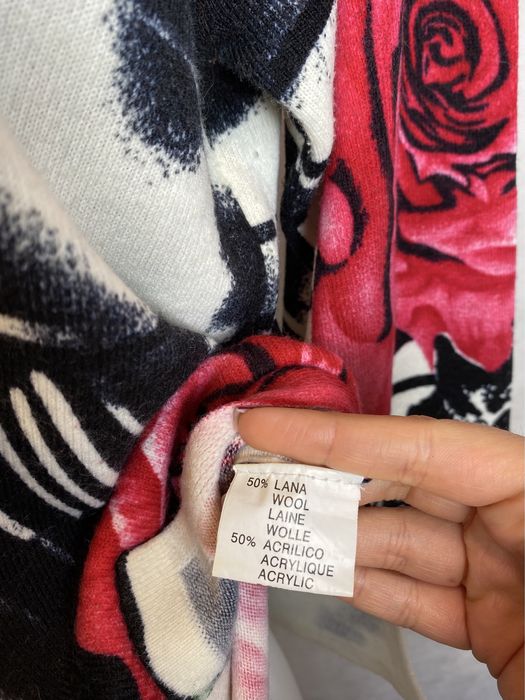 50% LANA
WOOL
LAINE
WOLLE
50% ACRILICO
ACRYLIQUE
ACRYLIC